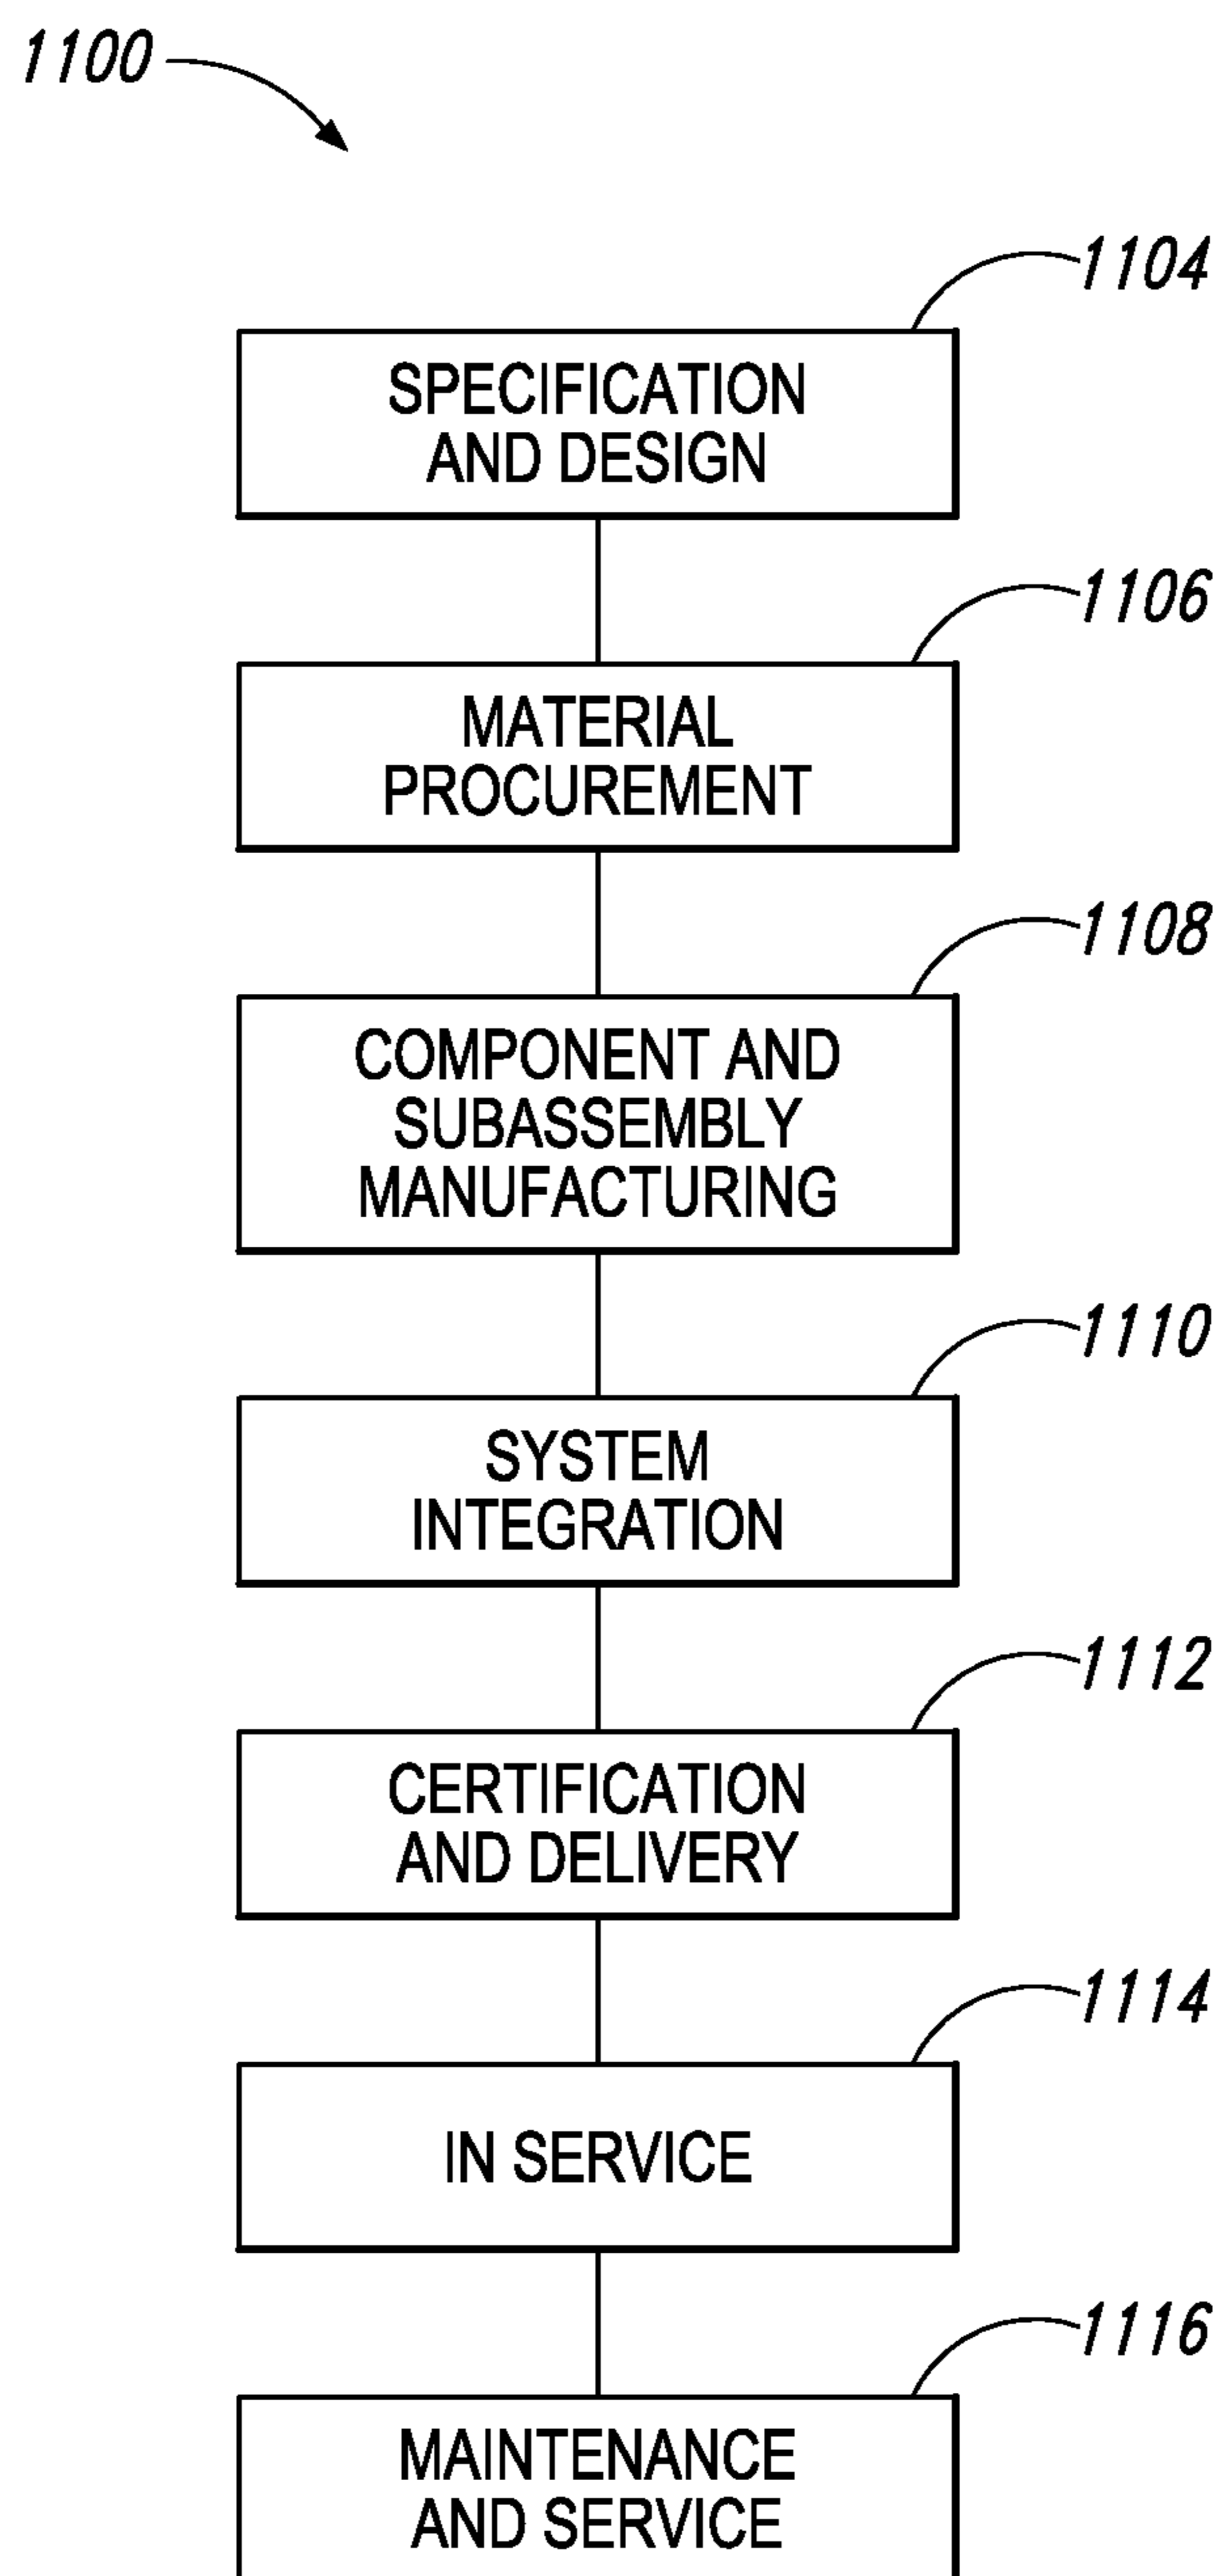 1100
1104
SPECIFICATION
AND DESIGN
1106
MATERIAL
PROCUREMENT
1108
COMPONENT AND
SUBASSEMBLY
MANUFACTURING
1110
SYSTEM
INTEGRATION
1112
CERTIFICATION
AND DELIVERY
1114
IN SERVICE
1116
MAINTENANCE
AND SERVICE